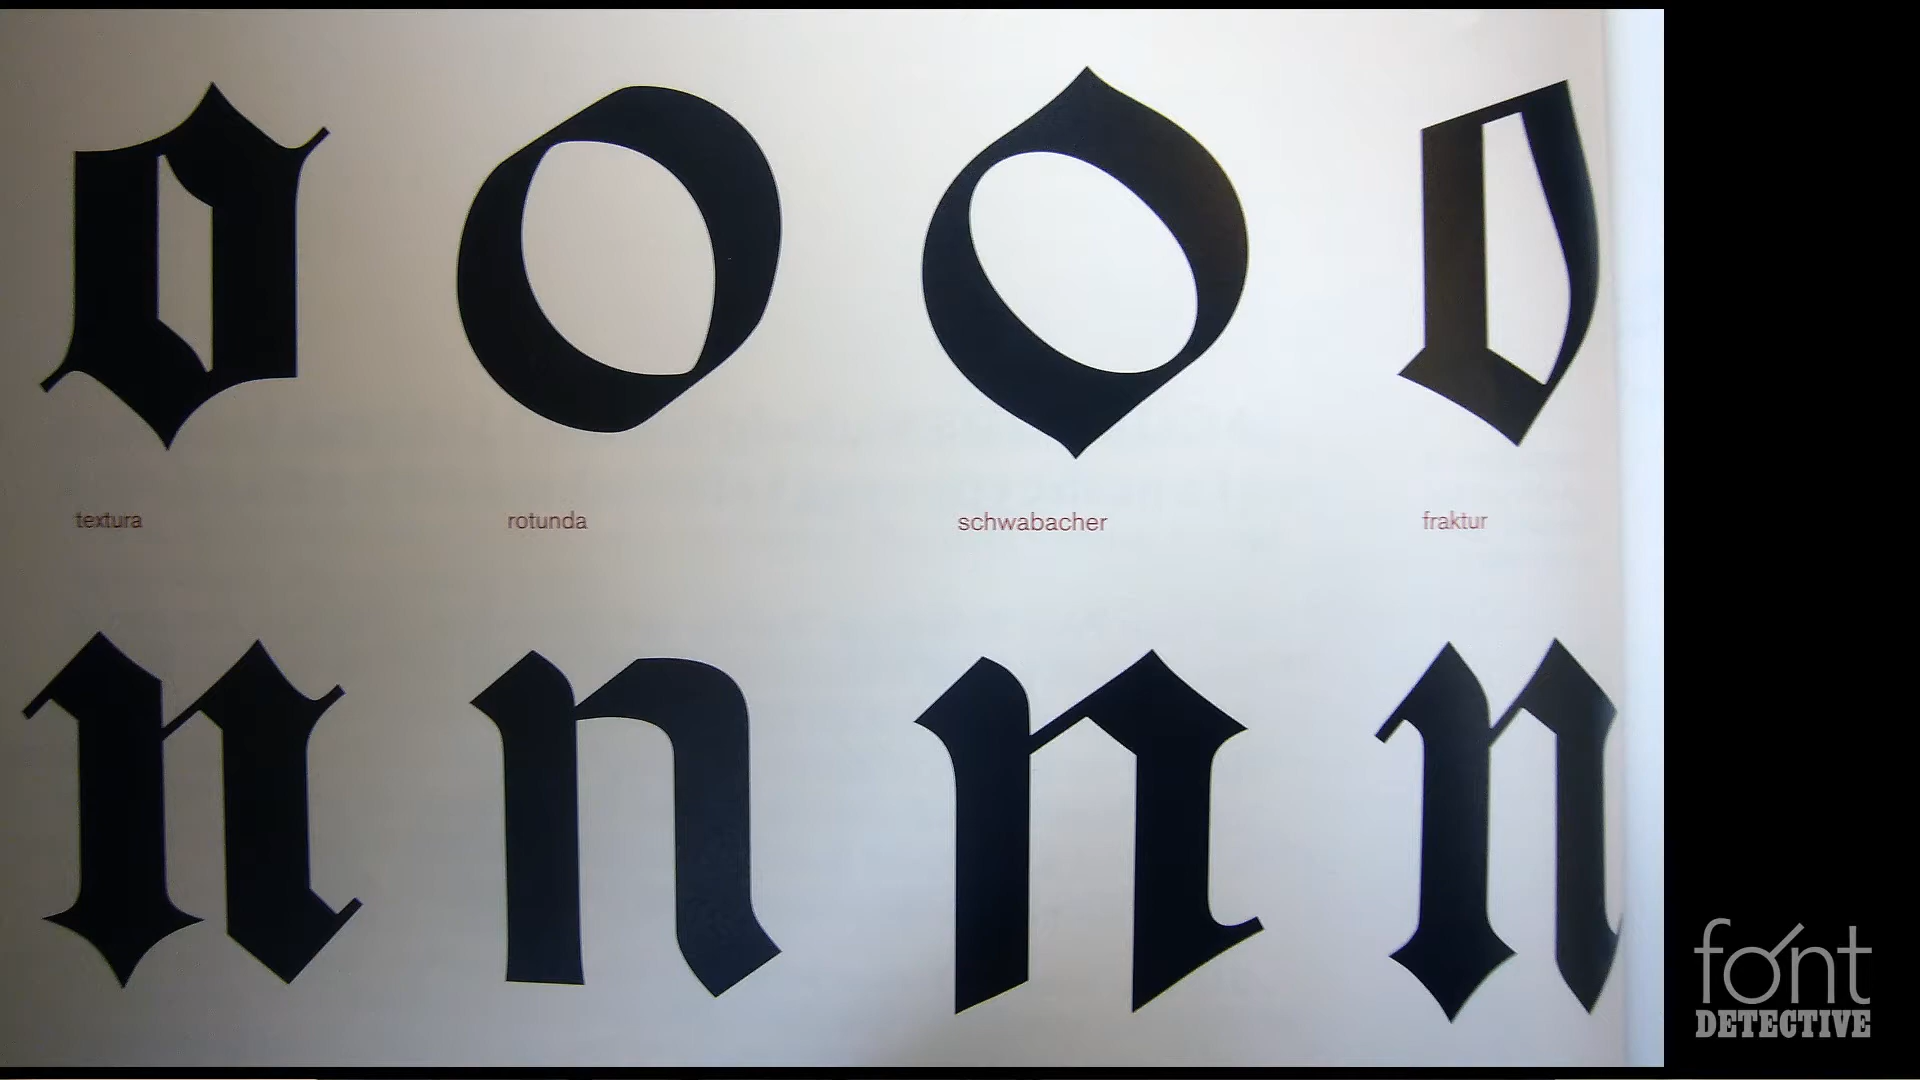 o o o o
textura rotunda schwabacher fraktur
n n n n
font
DETECTIVE